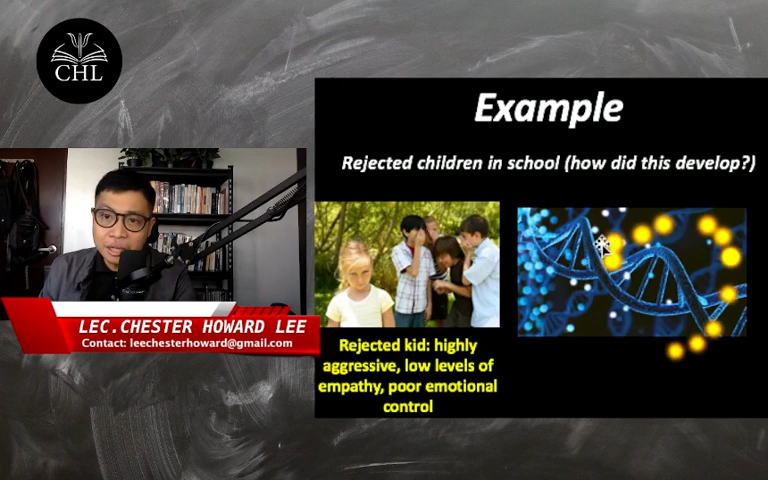 CHL
Example
Rejected children in school (how did this develop?)
LEC.CHESTER HOWARD LEE
Contact: leechesterhoward@gmail.com
Rejected kid: highly
aggressive, low levels of
empathy, poor emotional
control